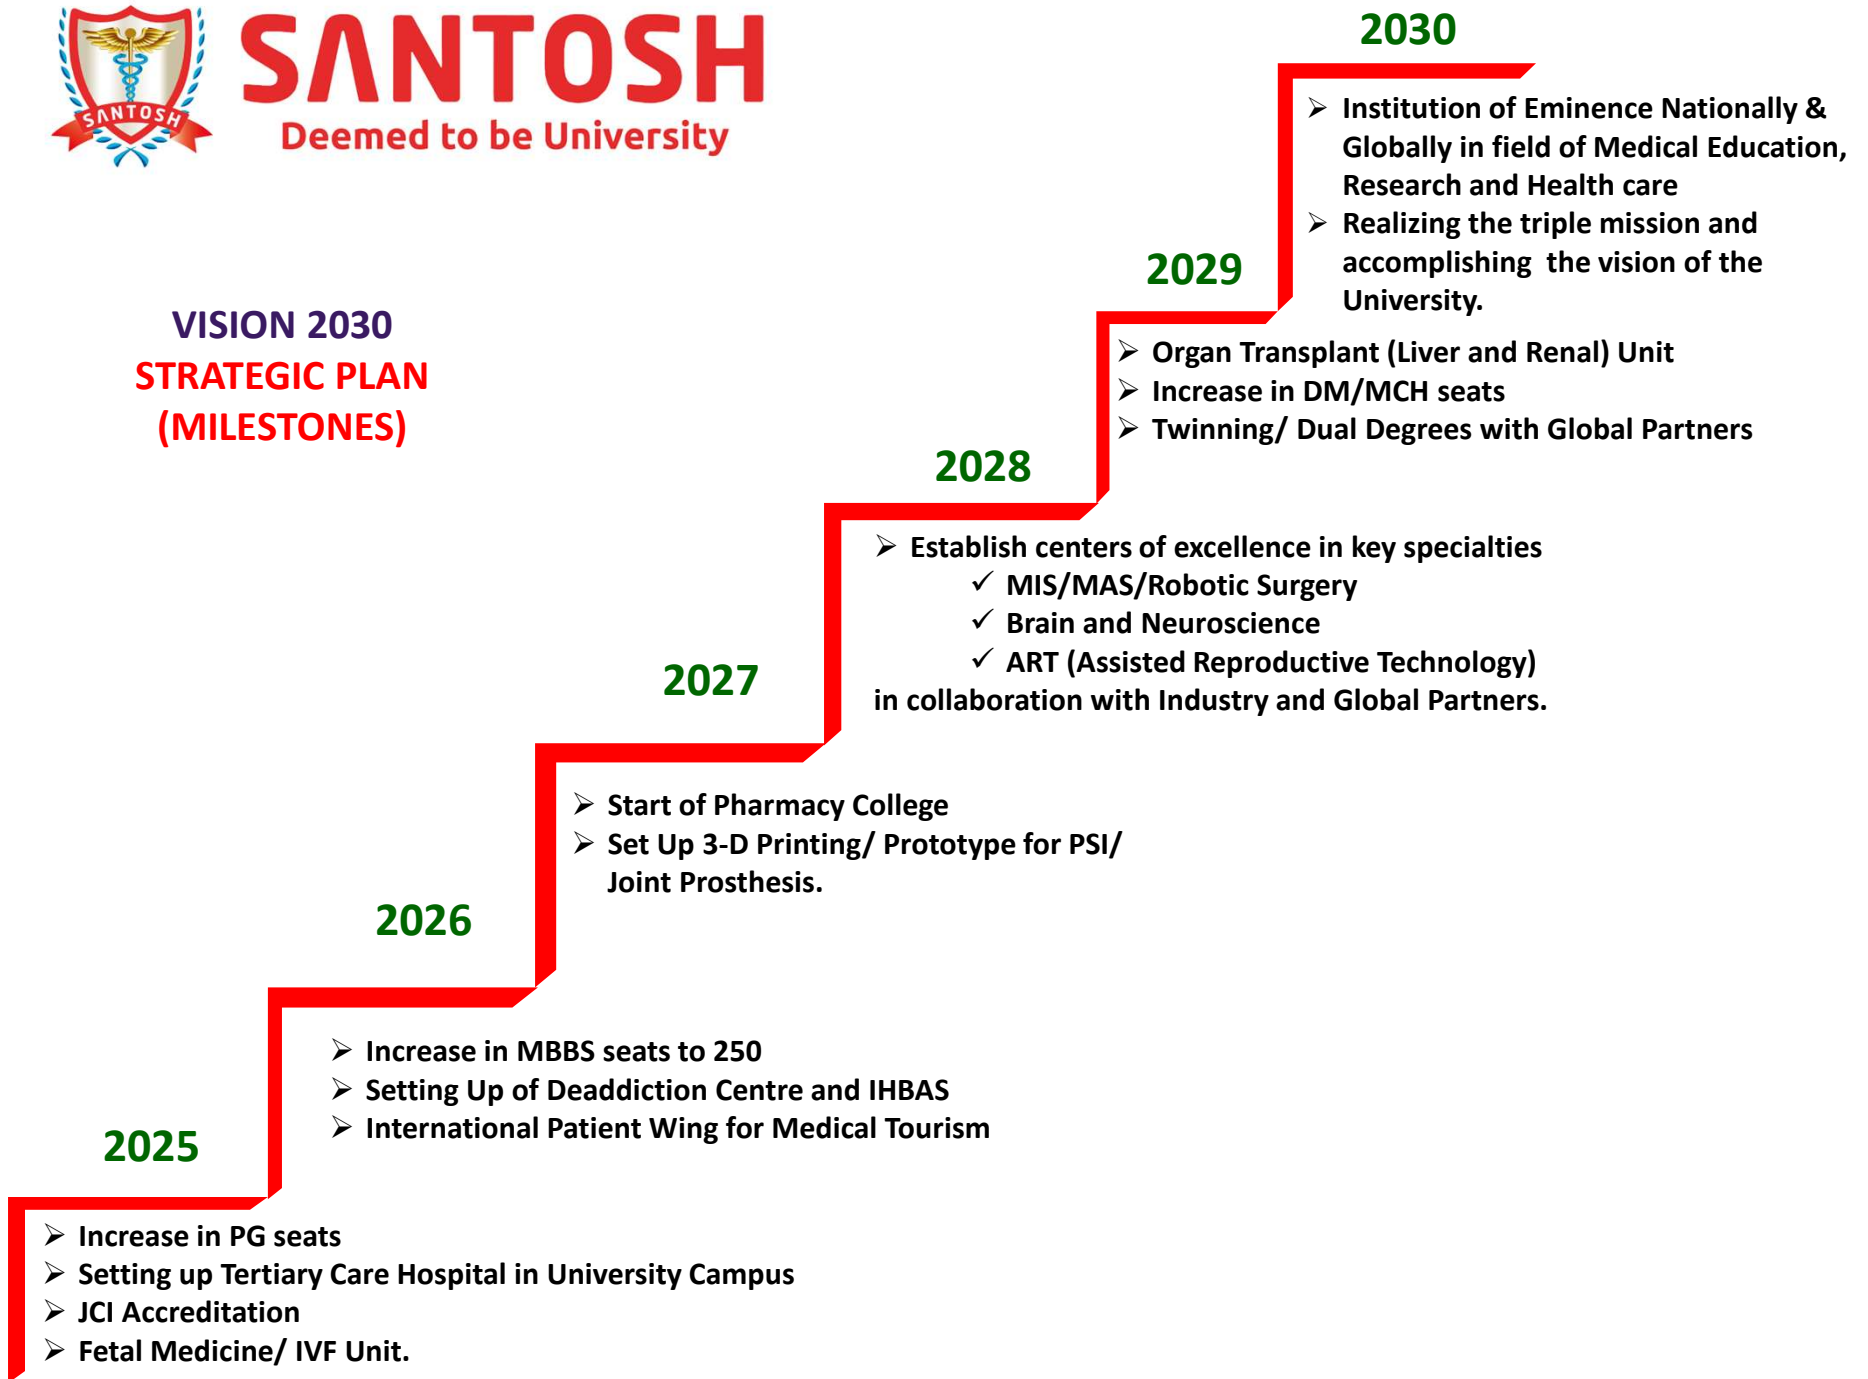 SANTOSH
SANTOSH
Deemed to be University
VISION 2030
STRATEGIC PLAN
(MILESTONES)
2030
➢ Institution of Eminence Nationally &
Globally in field of Medical Education,
Research and Health care
➢ Realizing the triple mission and
accomplishing the vision of the
University.
2029
➢ Organ Transplant (Liver and Renal) Unit
➢ Increase in DM/MCH seats
➢ Twinning/ Dual Degrees with Global Partners
2028
➢ Establish centers of excellence in key specialties
✓ MIS/MAS/Robotic Surgery
✓ Brain and Neuroscience
✓ ART (Assisted Reproductive Technology)
in collaboration with Industry and Global Partners.
2027
➢ Start of Pharmacy College
➢ Set Up 3-D Printing/ Prototype for PSI/
Joint Prosthesis.
2026
➢ Increase in MBBS seats to 250
➢ Setting Up of Deaddiction Centre and IHBAS
➢ International Patient Wing for Medical Tourism
2025
➢ Increase in PG seats
➢ Setting up Tertiary Care Hospital in University Campus
➢ JCI Accreditation
➢ Fetal Medicine/ IVF Unit.